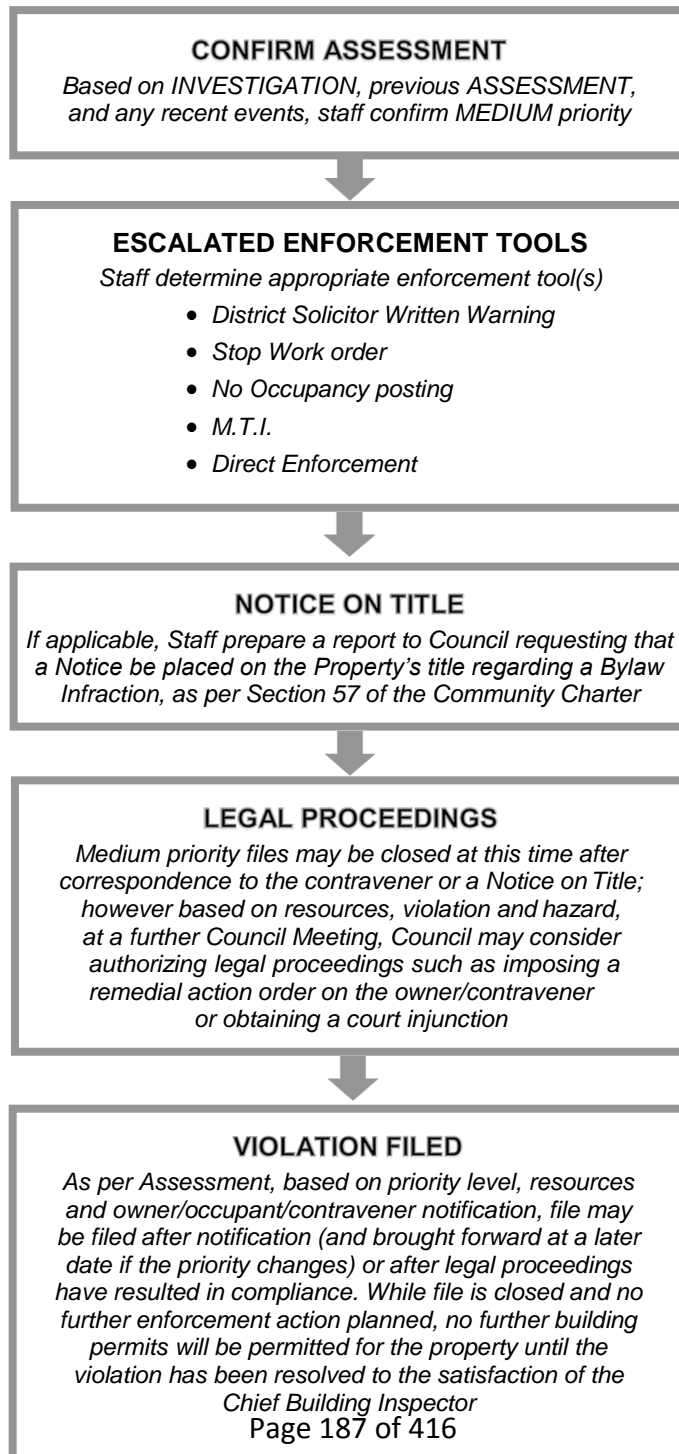 CONFIRM ASSESSMENT
Based on INVESTIGATION, previous ASSESSMENT,
and any recent events, staff confirm MEDIUM priority
ESCALATED ENFORCEMENT TOOLS
Staff determine appropriate enforcement tool(s)
• District Solicitor Written Warning
• Stop Work order
• No Occupancy posting
• M.T.I.
• Direct Enforcement
NOTICE ON TITLE
If applicable, Staff prepare a report to Council requesting that
a Notice be placed on the Property's title regarding a Bylaw
Infraction, as per Section 57 of the Community Charter
LEGAL PROCEEDINGS
Medium priority files may be closed at this time after
correspondence to the contravener or a Notice on Title;
however based on resources, violation and hazard,
at a further Council Meeting, Council may consider
authorizing legal proceedings such as imposing a
remedial action order on the owner/contravener
or obtaining a court injunction
VIOLATION FILED
As per Assessment, based on priority level, resources
and owner/occupant/contravener notification, file may
be filed after notification (and brought forward at a later
date if the priority changes) or after legal proceedings
have resulted in compliance. While file is closed and no
further enforcement action planned, no further building
permits will be permitted for the property until the
violation has been resolved to the satisfaction of the
Chief Building Inspector
Page 187 of 416